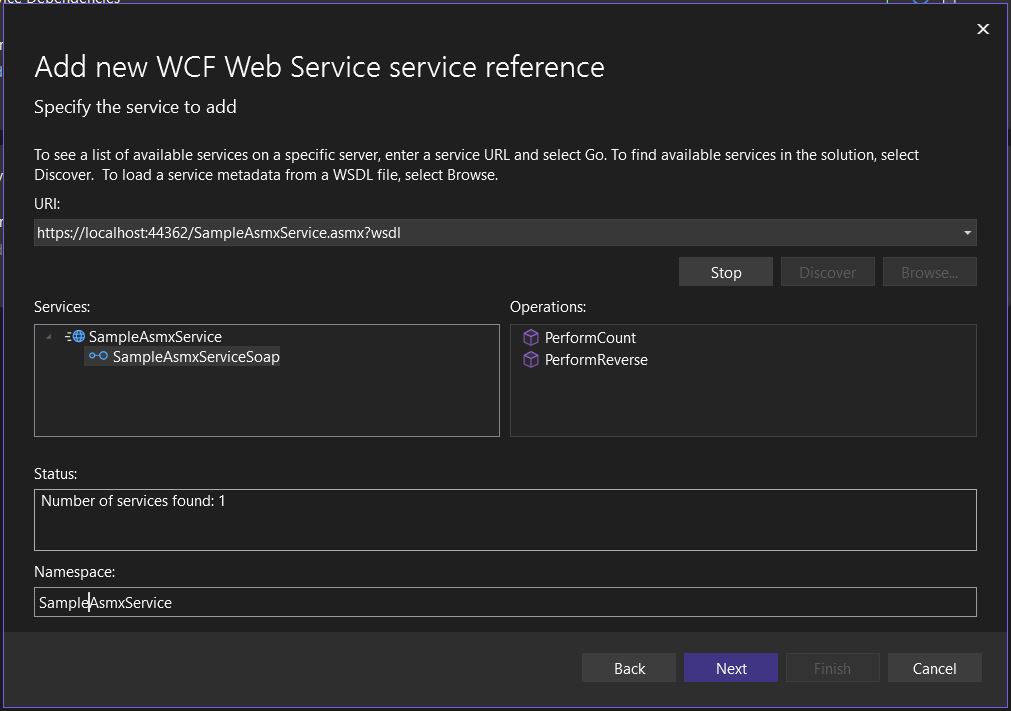 Add new WCF Web Service service reference
Specify the service to add
To see a list of available services on a specific server, enter a service URL and select Go. To find available services in the solution, select
Discover.  To load a service metadata from a WSDL file, select Browse.
URI:
https://localhost:44362/SampleAsmxService.asmx?wsdl
Stop
Discover
Browse...
Services:
Operations:
SampleAsmxService
PerformCount
SampleAsmxServiceSoap
PerformReverse
Status:
Number of services found: 1
Namespace:
SampleAsmxService
Back
Next
Finish
Cancel